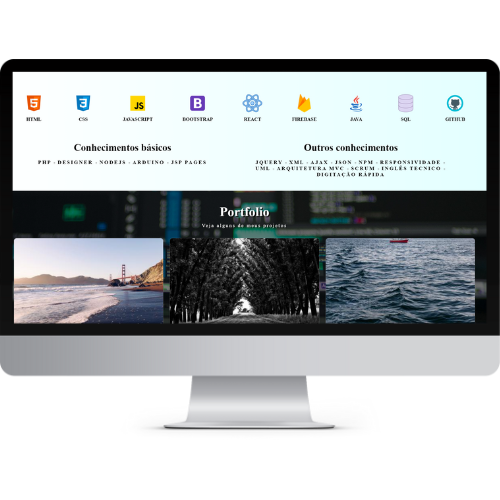 HTML CSS JAVASCRIPT BOOTSTRAP REACT FIREBASE JAVA SQL GITHUB
Conhecimentos básicos
PHP - DESIGNER - NODEJS - ARDUINO - JSP PAGES
Outros conhecimentos
JQUERY - XML - AJAX - JSON - NPM - RESPONSIVIDADE -
UML - ARQUITETURA MVC - SCRUM - INGLÊS TECNICO -
DIGITAÇÃO RÁPIDA
Portfolio
Veja alguns de meus projetos